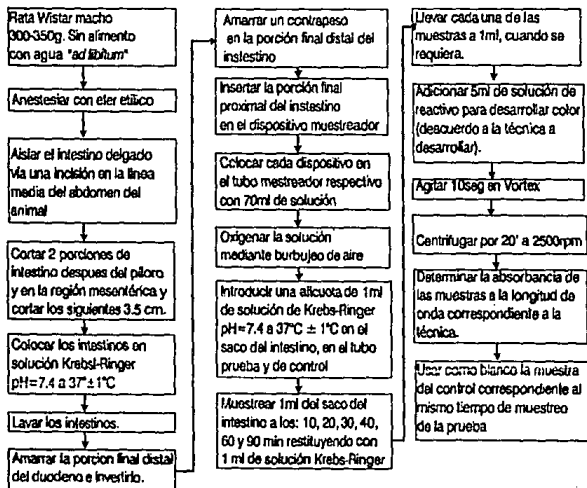 Rata Wistar macho
300-350g. Sin alimento
con agua "ad libitum"
Anestesiar con eter etilico
Aislar el intestino delgado
via una incisión en la linea
media del abdomen del
animal
Cortar 2 porciones de
intestino despues del piloro
y en la región mesentérica y
cortar los siguientes 3.5 cm.
Colocar los intestinos en
solución Krebsl-Ringer
pH=7.4 a 37°±1°C
Lavar los intestinos.
Amarrar la porcion final distal
del duodeno e invertirlo.
Amarrar un contrapeso
en la porción final distal del
instestino
Insertar la porción final
proximal del instestino
en el dispositivo muestreador
Colocar cada dispositivo en
el tubo mestreador respectivo
con 70ml de solución
Oxigenar la solución
mediante burbujeo de aire
Introducir una alicuota de 1ml
de solución de Krebs-Ringer
pH=7.4 a 37°C ± 1°C en el
saco del intestino, en el tubo
prueba y de control
Muestrear 1ml del saco del
intestino a los: 10, 20, 30, 40,
60 y 90 min restituyendo con
1 ml de solución Krebs-Ringer
Llevar cada una de las
muestras a 1ml, cuando se
requiera.
Adicionar 5ml de solución de
reactivo para desarrollar color
(deacuerdo a la técnica a
desarrollar).
Agitar 10seg en Vortex
Centrifugar por 20' a 2500rpm
Determinar la absorbancia de
las muestras a la longitud de
onda correspondiente a la
técnica.
Usar como blanco la muestra
del control correspondiente al
mismo tiempo de muestreo
de la prueba